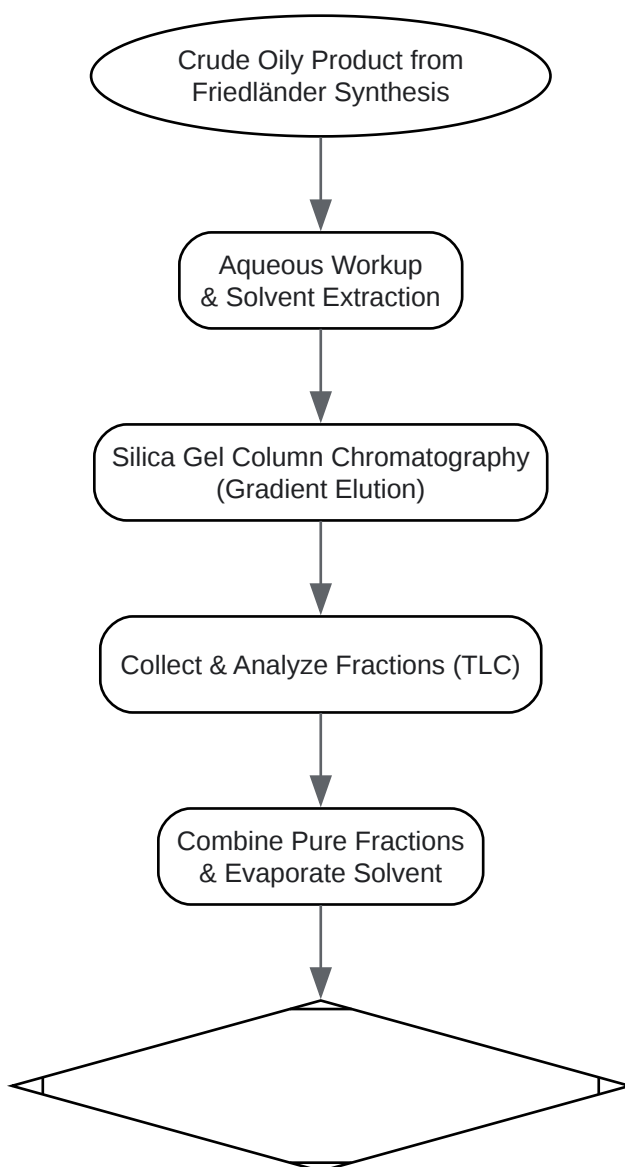 Crude Oily Product from
Friedländer Synthesis
Aqueous Workup
& Solvent Extraction
Silica Gel Column Chromatography
(Gradient Elution)
Collect & Analyze Fractions (TLC)
Combine Pure Fractions
& Evaporate Solvent